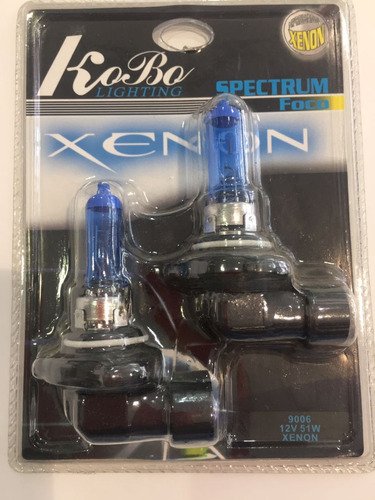 KoBo
LIGHTING
XENON
SPECTRUM
Foco
XENON
9006
12V 51W
XENON